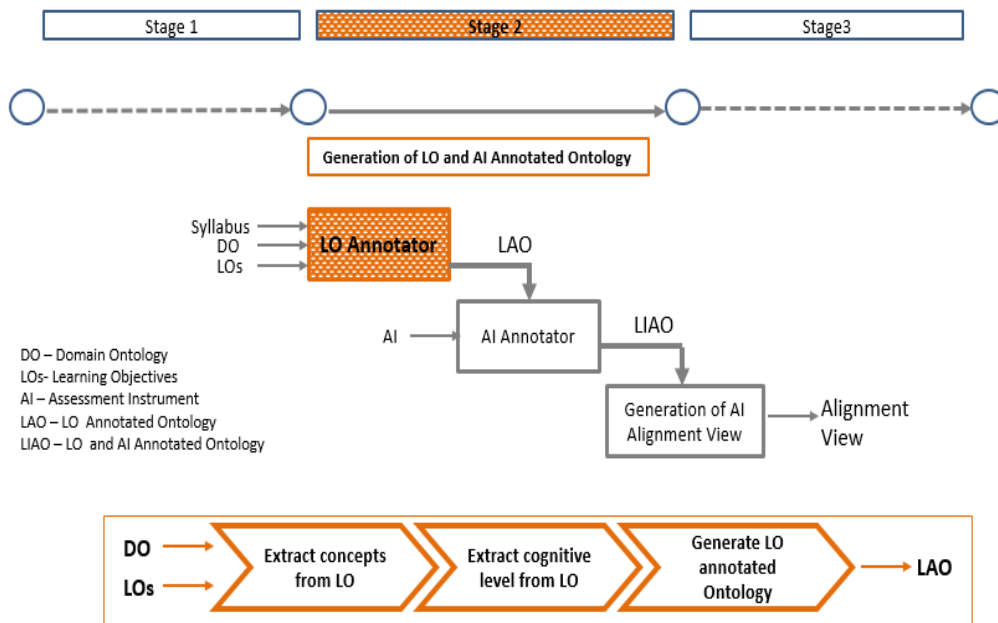 Stage 1
Stage 2
Stage3
Generation of LO and AI Annotated Ontology
Syllabus
DO
LOs
LO Annotator
LAO
AI
AI Annotator
LIAO
Generation of AI
Alignment View
Alignment
View
DO – Domain Ontology
LOs- Learning Objectives
AI – Assessment Instrument
LAO – LO Annotated Ontology
LIAO – LO and AI Annotated Ontology
DO
LOs
Extract concepts
from LO
Extract cognitive
level from LO
Generate LO
annotated
Ontology
LAO